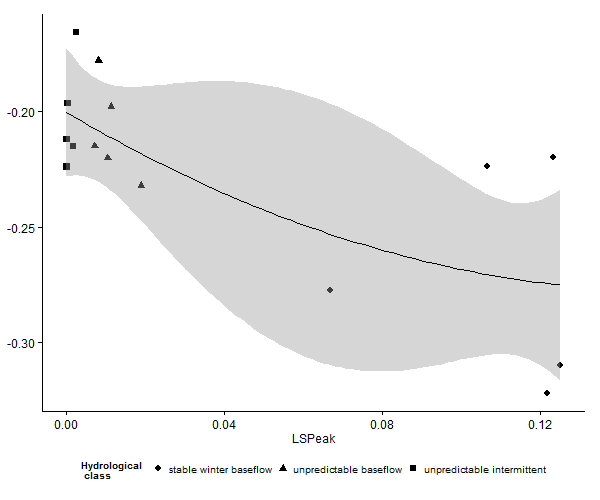 -0.20
-0.25
-0.30
0.00 0.04 0.08 0.12
LSPeak
Hydrological class stable winter baseflow unpredictable baseflow unpredictable intermittent